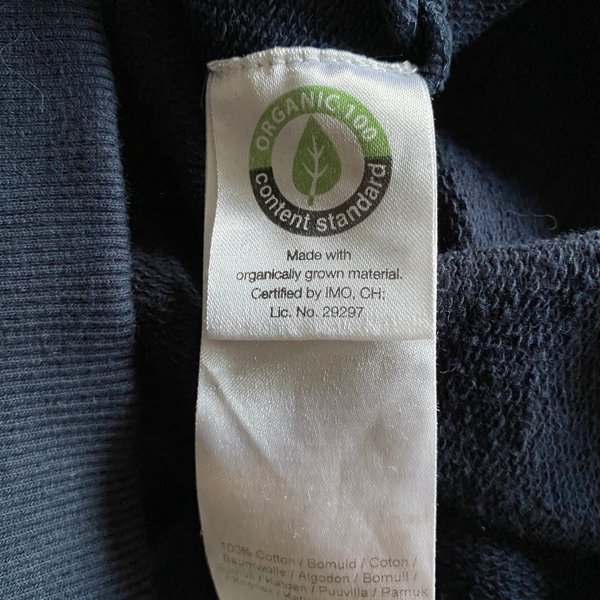 ORGANIC 100
content standard
Made with
organically grown material.
Certified by IMO, CH;
Lic. No. 29297
100% Cotton / Bomuld / Coton /
Baumwolle / Algodon / Bomull /
Bomull / Katoen / Puuvilla / Pamuk